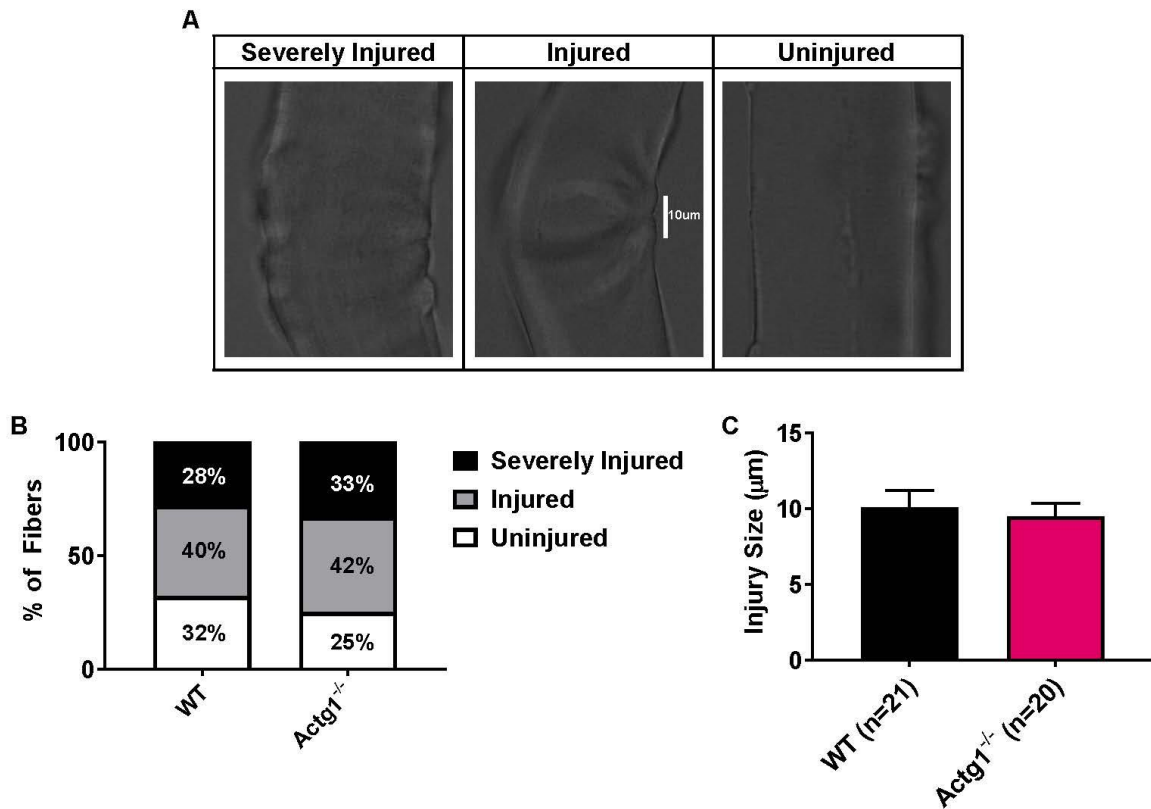 A
Severely Injured Injured Uninjured
10um
B
100
50
0
% of Fibers
28%
33%
40%
42%
32%
25%
WT
Actg1-/-
Severely Injured
Injured
Uninjured
C
15
10
5
0
Injury Size (μm)
WT (n=21)
Actg1-/- (n=20)